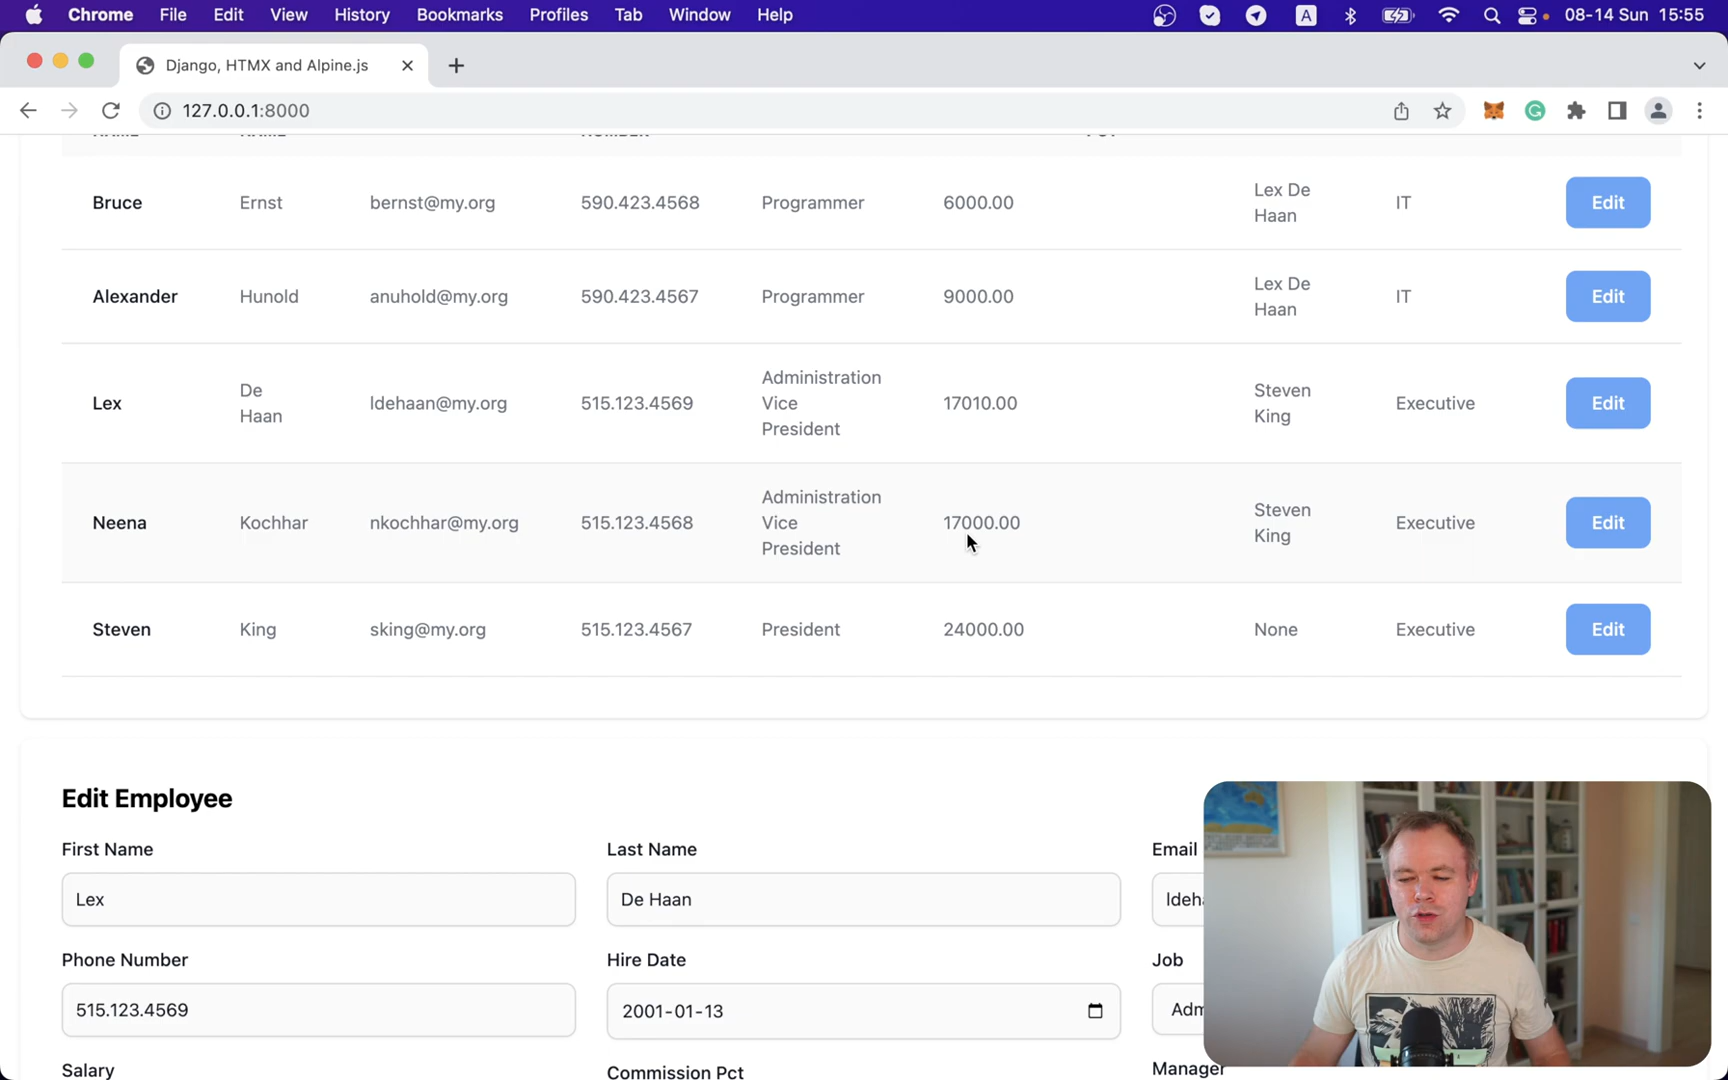 Chrome File Edit View History Bookmarks Profiles Tab Window Help A 08-14 Sun 15:55
Django, HTMX and Alpine.js
127.0.0.1:8000
NAME NAME NUMBER PCT
Bruce Ernst bernst@my.org 590.423.4568 Programmer 6000.00 Lex De Haan IT Edit
Alexander Hunold anuhold@my.org 590.423.4567 Programmer 9000.00 Lex De Haan IT Edit
Lex De Haan ldehaan@my.org 515.123.4569 Administration Vice President 17010.00 Steven King Executive Edit
Neena Kochhar nkochhar@my.org 515.123.4568 Administration Vice President 17000.00 Steven King Executive Edit
Steven King sking@my.org 515.123.4567 President 24000.00 None Executive Edit
Edit Employee
First Name Last Name Email
Lex De Haan ldeh
Phone Number Hire Date Job
515.123.4569 2001-01-13 Adm
Salary Commission Pct Manager